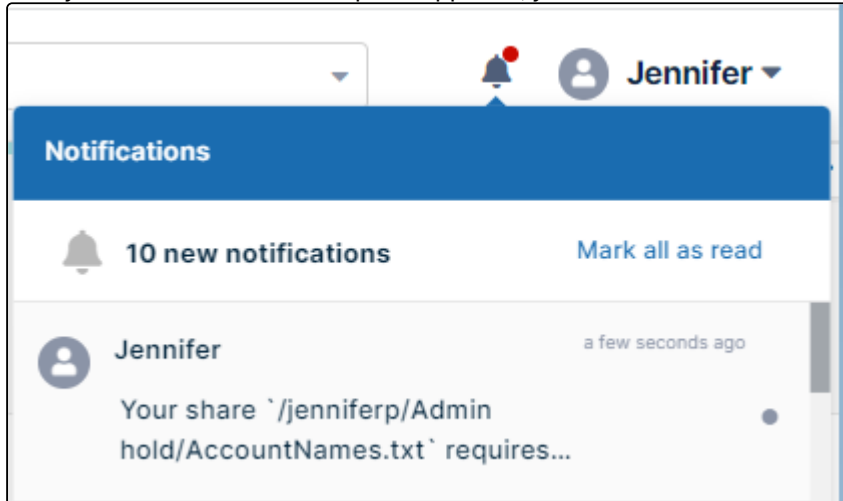 Jennifer
Notifications
10 new notifications
Mark all as read
Jennifer
a few seconds ago
Your share `/jenniferp/Admin
hold/AccountNames.txt` requires...